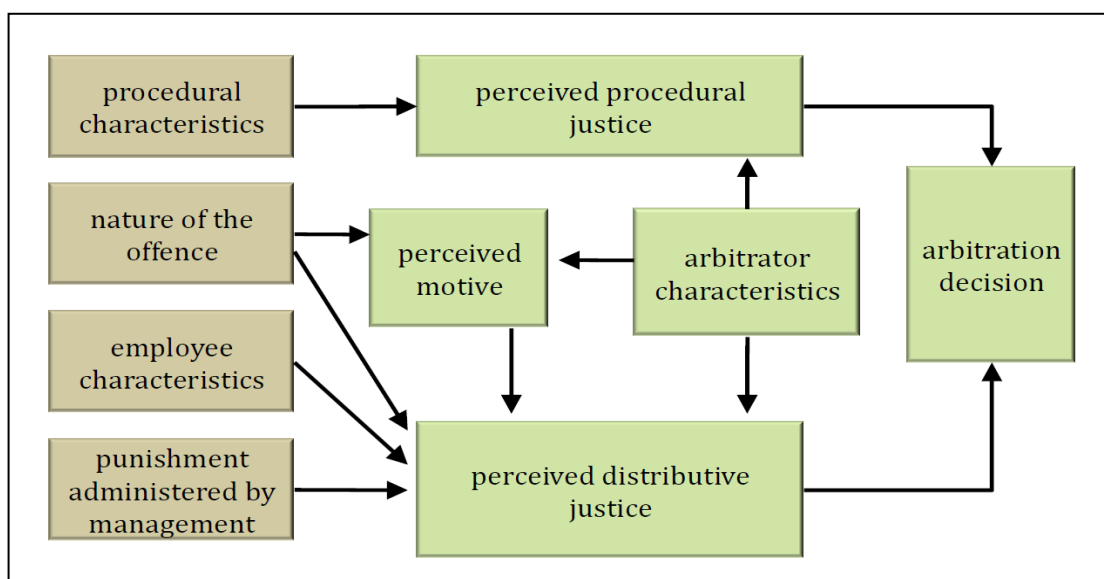 procedural
characteristics
perceived procedural
justice
nature of the
offence
perceived
motive
arbitrator
characteristics
arbitration
decision
employee
characteristics
punishment
administered by
management
perceived distributive
justice